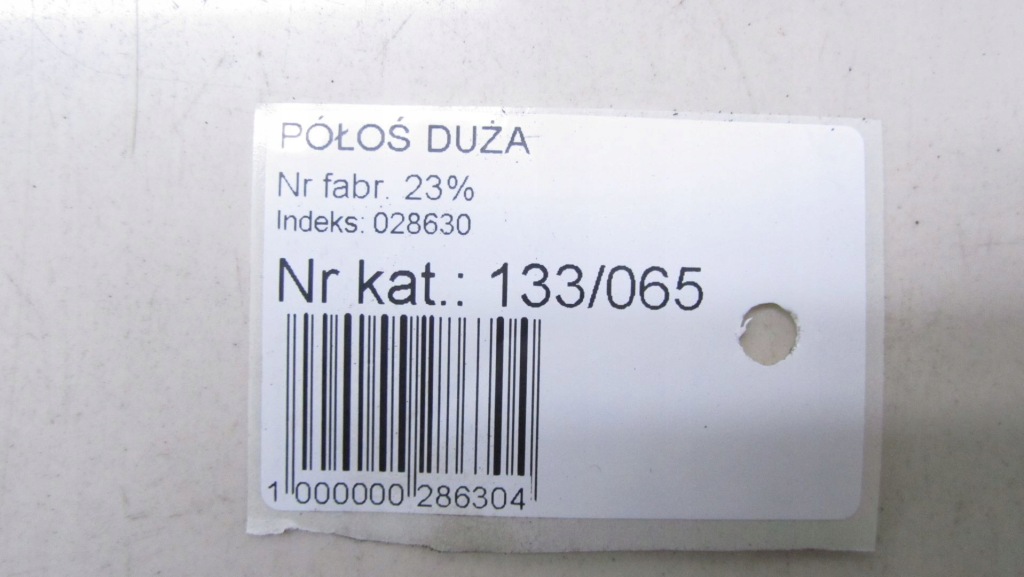 PÓŁOŚ DUŻA
Nr fabr. 23%
Indeks: 028630
Nr kat.: 133/065
1 000000 286304